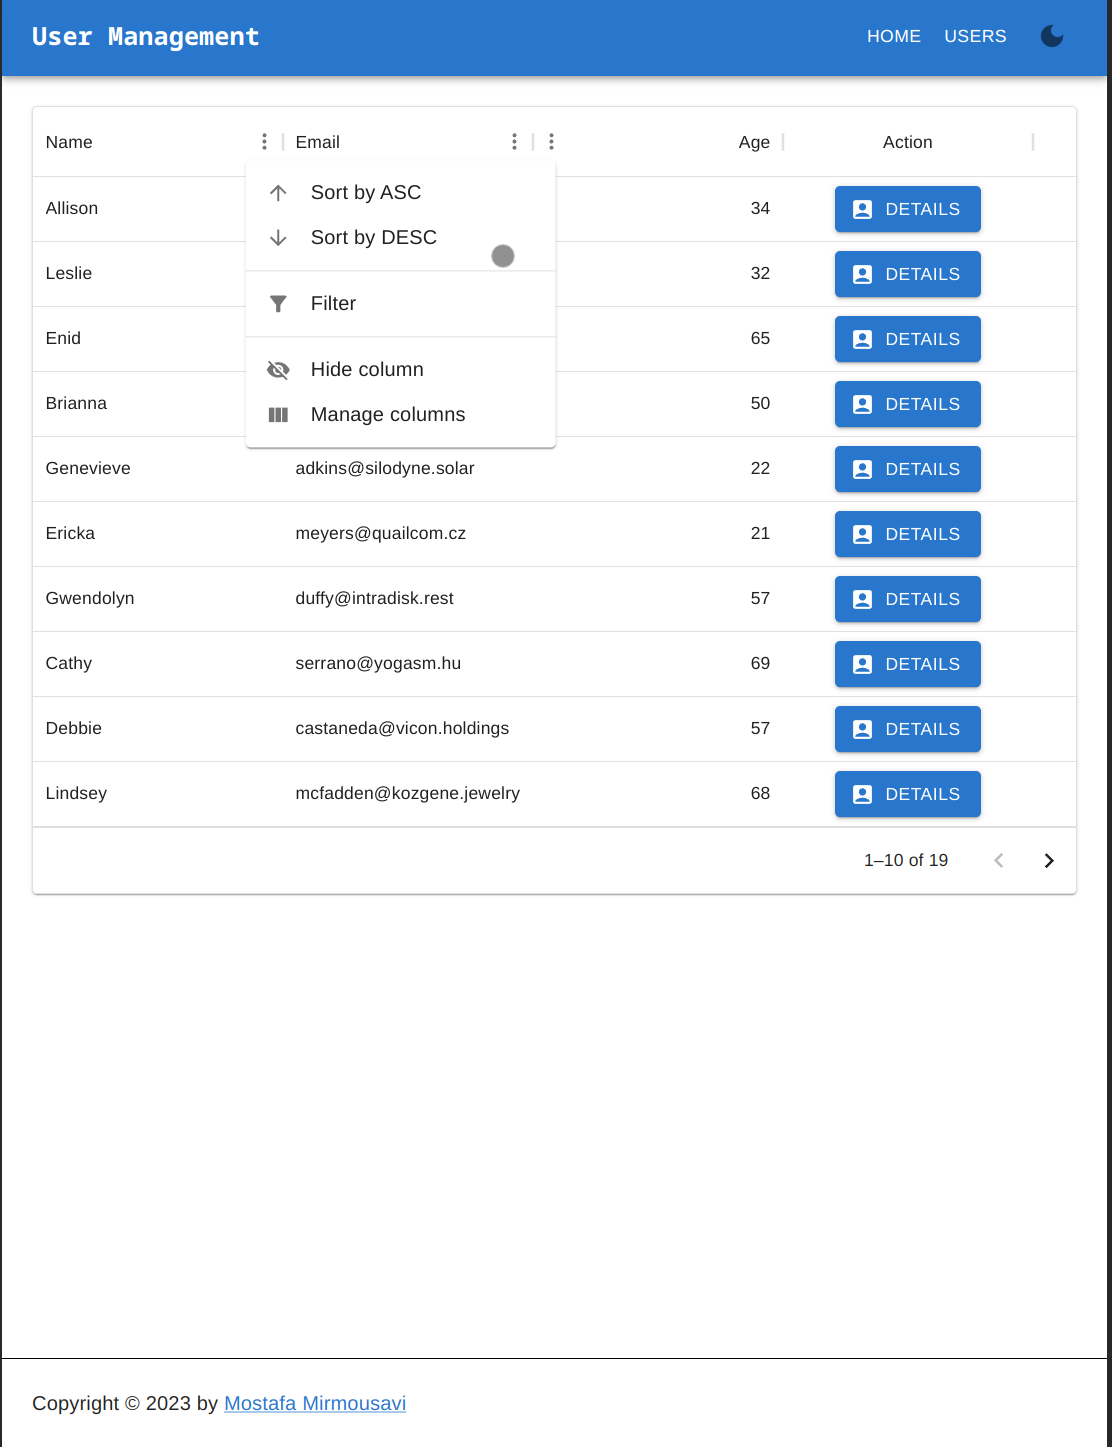 User Management
HOME USERS
Name Email Age Action
Sort by ASC
Sort by DESC
Filter
Hide column
Manage columns
Allison 34 DETAILS
Leslie 32 DETAILS
Enid 65 DETAILS
Brianna 50 DETAILS
Genevieve adkins@silodyne.solar 22 DETAILS
Ericka meyers@quailcom.cz 21 DETAILS
Gwendolyn duffy@intradisk.rest 57 DETAILS
Cathy serrano@yogasm.hu 69 DETAILS
Debbie castaneda@vicon.holdings 57 DETAILS
Lindsey mcfadden@kozgene.jewelry 68 DETAILS
1–10 of 19
Copyright © 2023 by Mostafa Mirmousavi